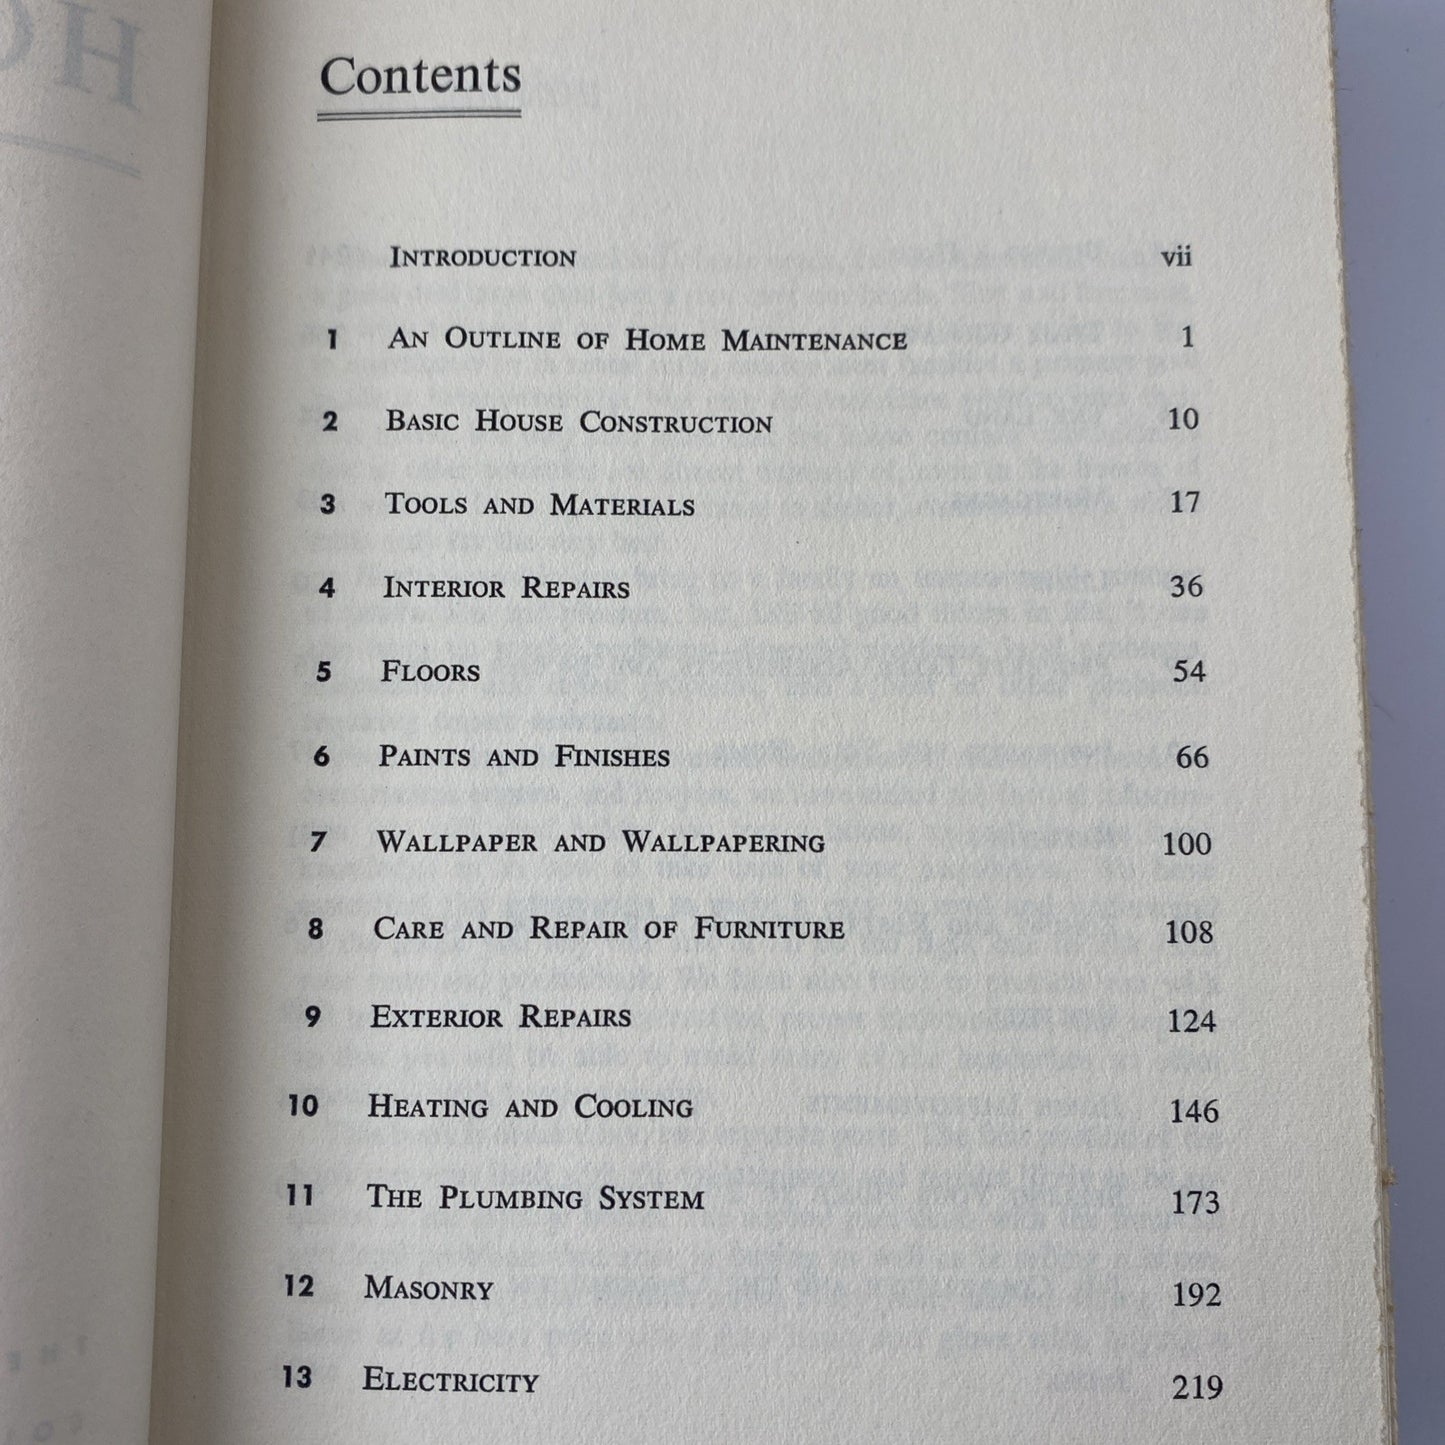 Contents
INTRODUCTION vii
1 AN OUTLINE OF HOME MAINTENANCE 1
2 BASIC HOUSE CONSTRUCTION 10
3 TOOLS AND MATERIALS 17
4 INTERIOR REPAIRS 36
5 FLOORS 54
6 PAINTS AND FINISHES 66
7 WALLPAPER AND WALLPAPERING 100
8 CARE AND REPAIR OF FURNITURE 108
9 EXTERIOR REPAIRS 124
10 HEATING AND COOLING 146
11 THE PLUMBING SYSTEM 173
12 MASONRY 192
13 ELECTRICITY 219